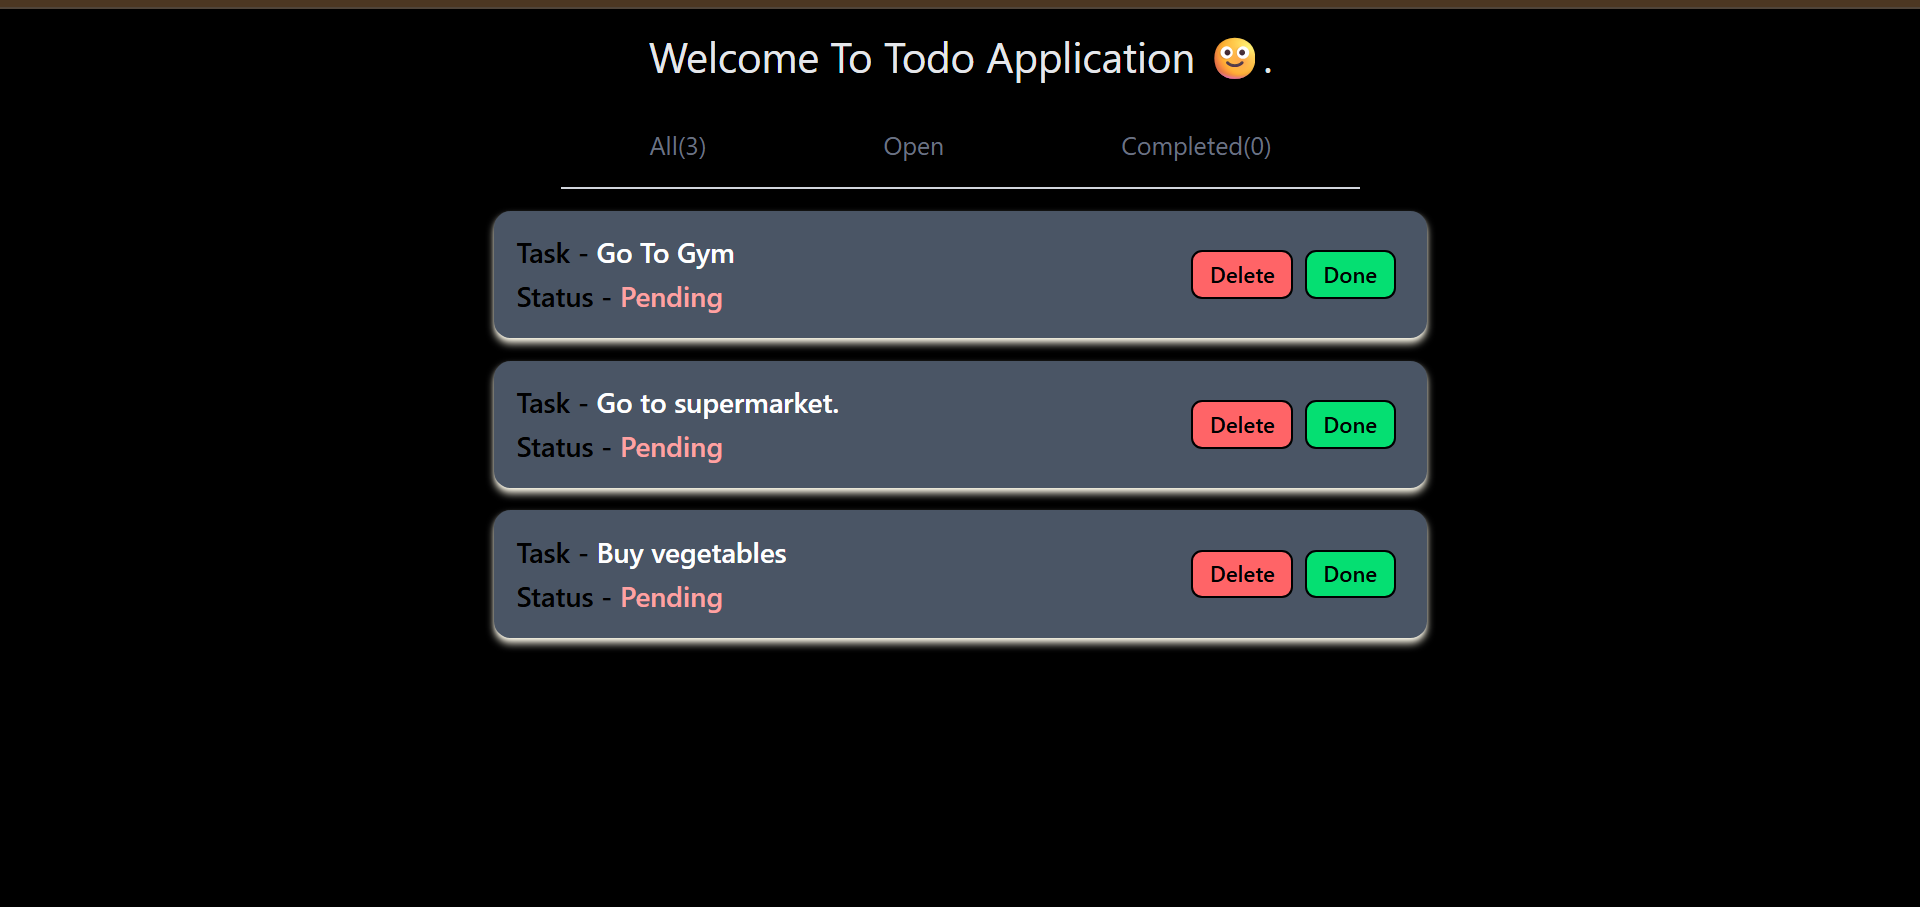 Welcome To Todo Application 🙂.
All(3) Open Completed(0)
Task - Go To Gym
Status - Pending
Delete Done
Task - Go to supermarket.
Status - Pending
Delete Done
Task - Buy vegetables
Status - Pending
Delete Done